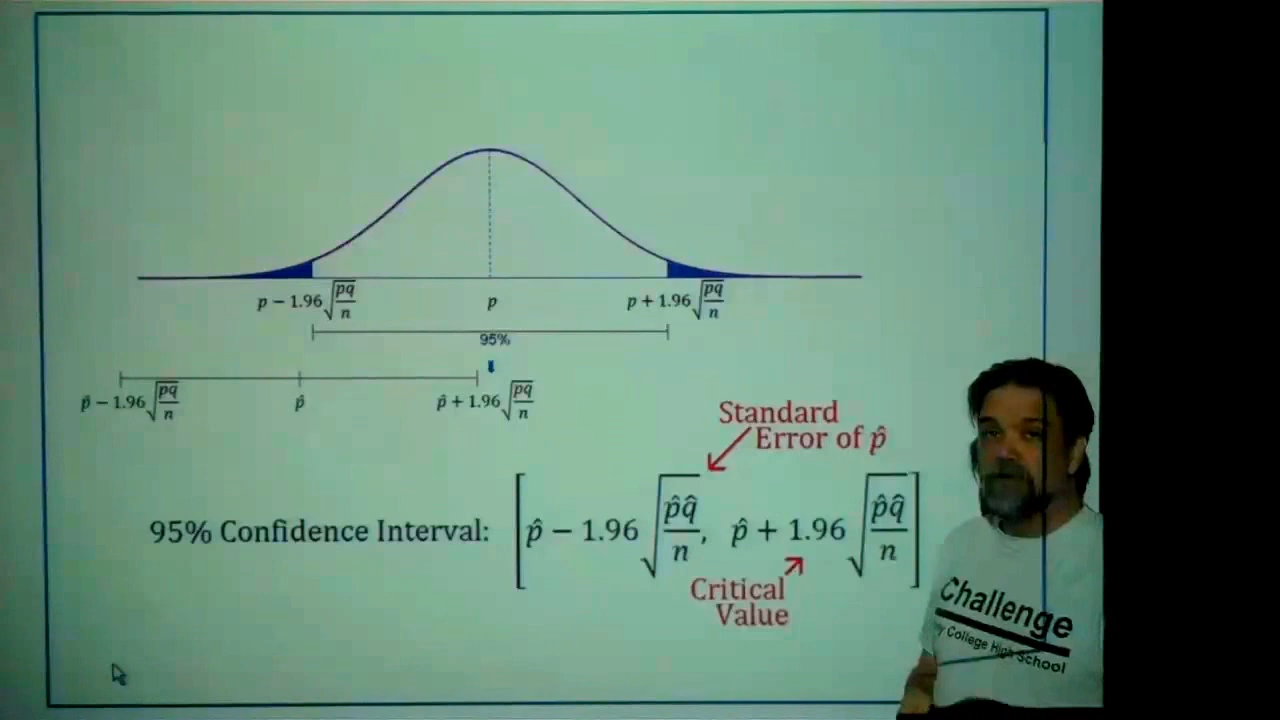 p − 1.96√(pq/n)
p
p + 1.96√(pq/n)
95%
p̂ − 1.96√(pq/n)
p̂
p̂ + 1.96√(pq/n)
Standard
Error of p̂
95% Confidence Interval: [p̂ − 1.96√(p̂q̂/n), p̂ + 1.96√(p̂q̂/n)]
Critical
Value
Challenge
College High School